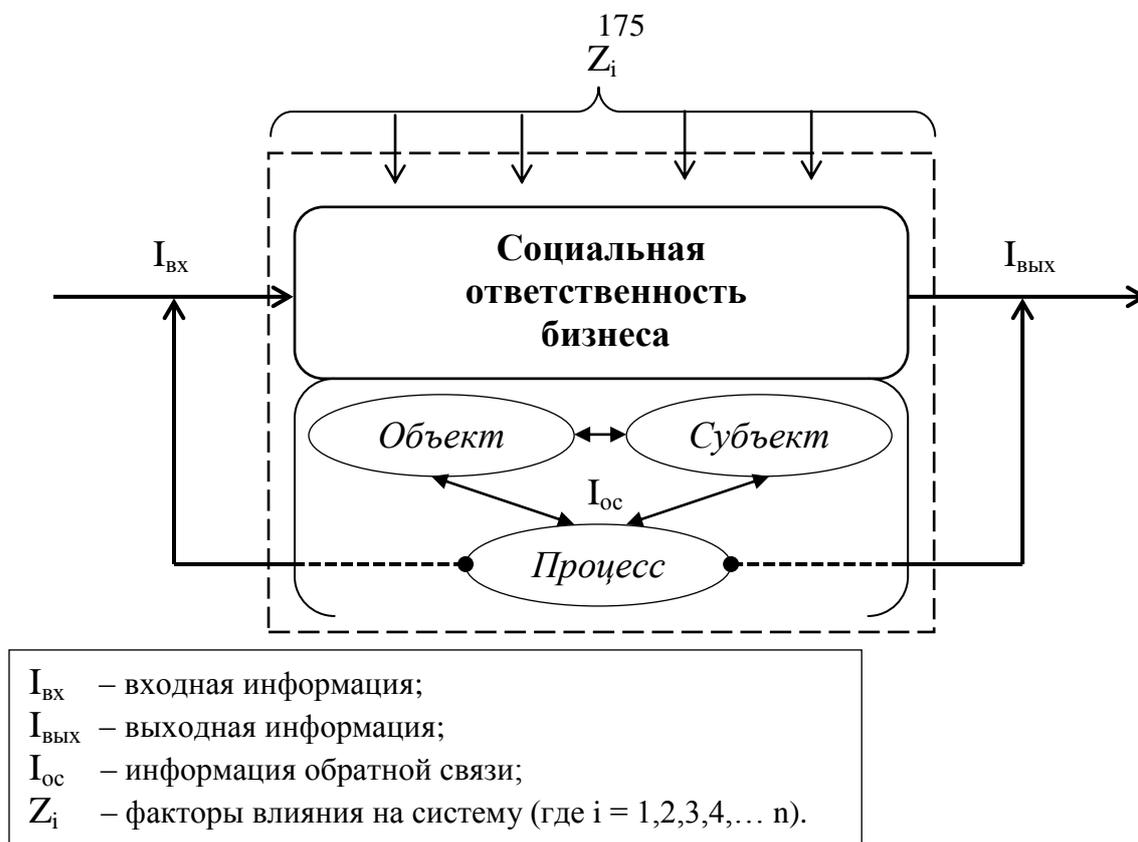 175
Zi
Iвх
Социальная
ответственность
бизнеса
Iвых
Объект
Субъект
Iос
Процесс
Iвх – входная информация;
Iвых – выходная информация;
Iос – информация обратной связи;
Zi – факторы влияния на систему (где i = 1,2,3,4,… n).